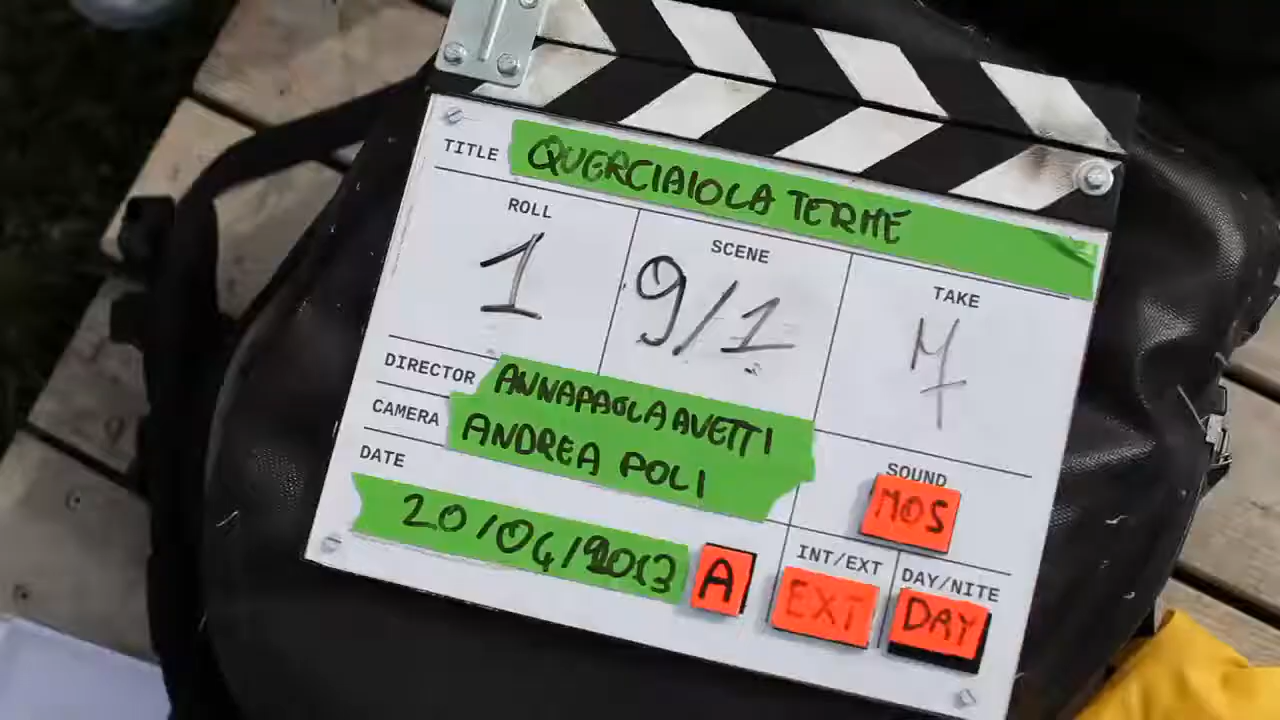 TITLE QUERCIAIOLA TERME
ROLL SCENE TAKE
1 9/1 M
7
DIRECTOR ANNAPAOLA AVETTI
CAMERA ANDREA POLI
SOUND
MOS
DATE
20/04/2013 A
INT/EXT DAY/NITE
EXT DAY